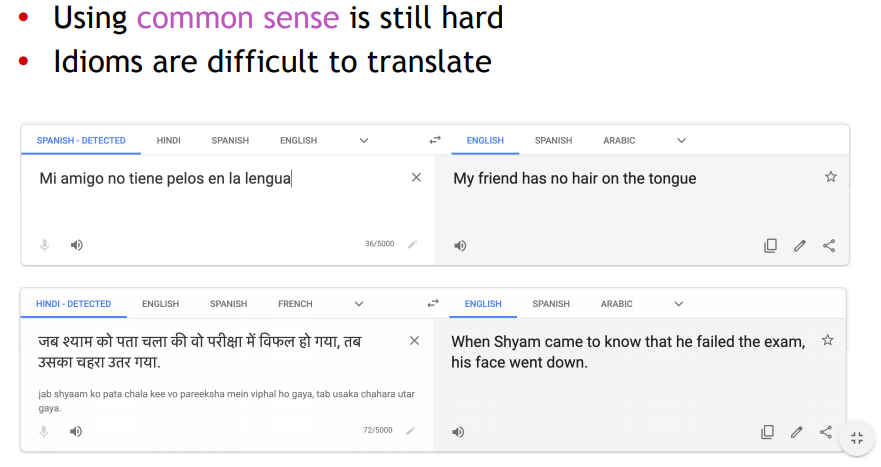 Using common sense is still hard
Idioms are difficult to translate
SPANISH - DETECTED HINDI SPANISH ENGLISH
ENGLISH SPANISH ARABIC
Mi amigo no tiene pelos en la lengua
My friend has no hair on the tongue
36/5000
HINDI - DETECTED ENGLISH SPANISH FRENCH
ENGLISH SPANISH ARABIC
जब श्याम को पता चला की वो परीक्षा में विफल हो गया, तब
उसका चहरा उतर गया.
jab shyaam ko pata chala kee vo pareeksha mein viphal ho gaya, tab usaka chahara utar
gaya.
72/5000
When Shyam came to know that he failed the exam,
his face went down.